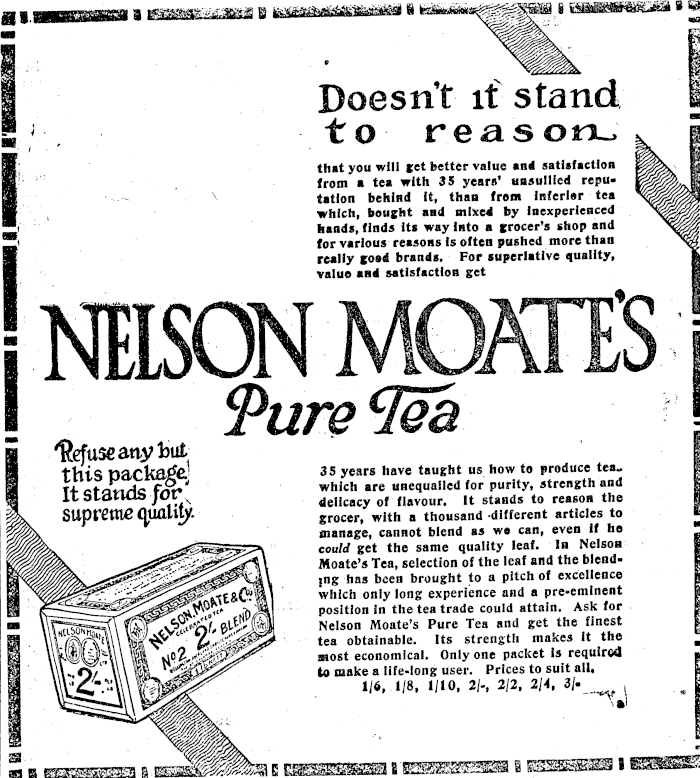 Doesn't it stand
to reason
that you will get better value and satisfaction
from a tea with 35 years' unsullied repu-
tation behind it, than from inferior tea
which, bought and mixed by inexperienced
hands, finds its way into a grocer's shop and
for various reasons is often pushed more than
really good brands. For superlative quality,
value and satisfaction get
NELSON MOATE'S
Pure Tea
Refuse any but
this package.
It stands for
supreme quality.
NELSON MOATE
2/-
NELSON, MOATE & Co
CELEBRATED TEA
No 2 2/- BLEND
35 years have taught us how to produce teas
which are unequalled for purity, strength and
delicacy of flavour. It stands to reason the
grocer, with a thousand different articles to
manage, cannot blend as we can, even if he
could get the same quality leaf. In Nelson
Moate's Tea, selection of the leaf and the blend-
ing has been brought to a pitch of excellence
which only long experience and a pre-eminent
position in the tea trade could attain. Ask for
Nelson Moate's Pure Tea and get the finest
tea obtainable. Its strength makes it the
most economical. Only one packet is required
to make a life-long user. Prices to suit all.
1/6, 1/8, 1/10, 2/-, 2/2, 2/4, 3/-